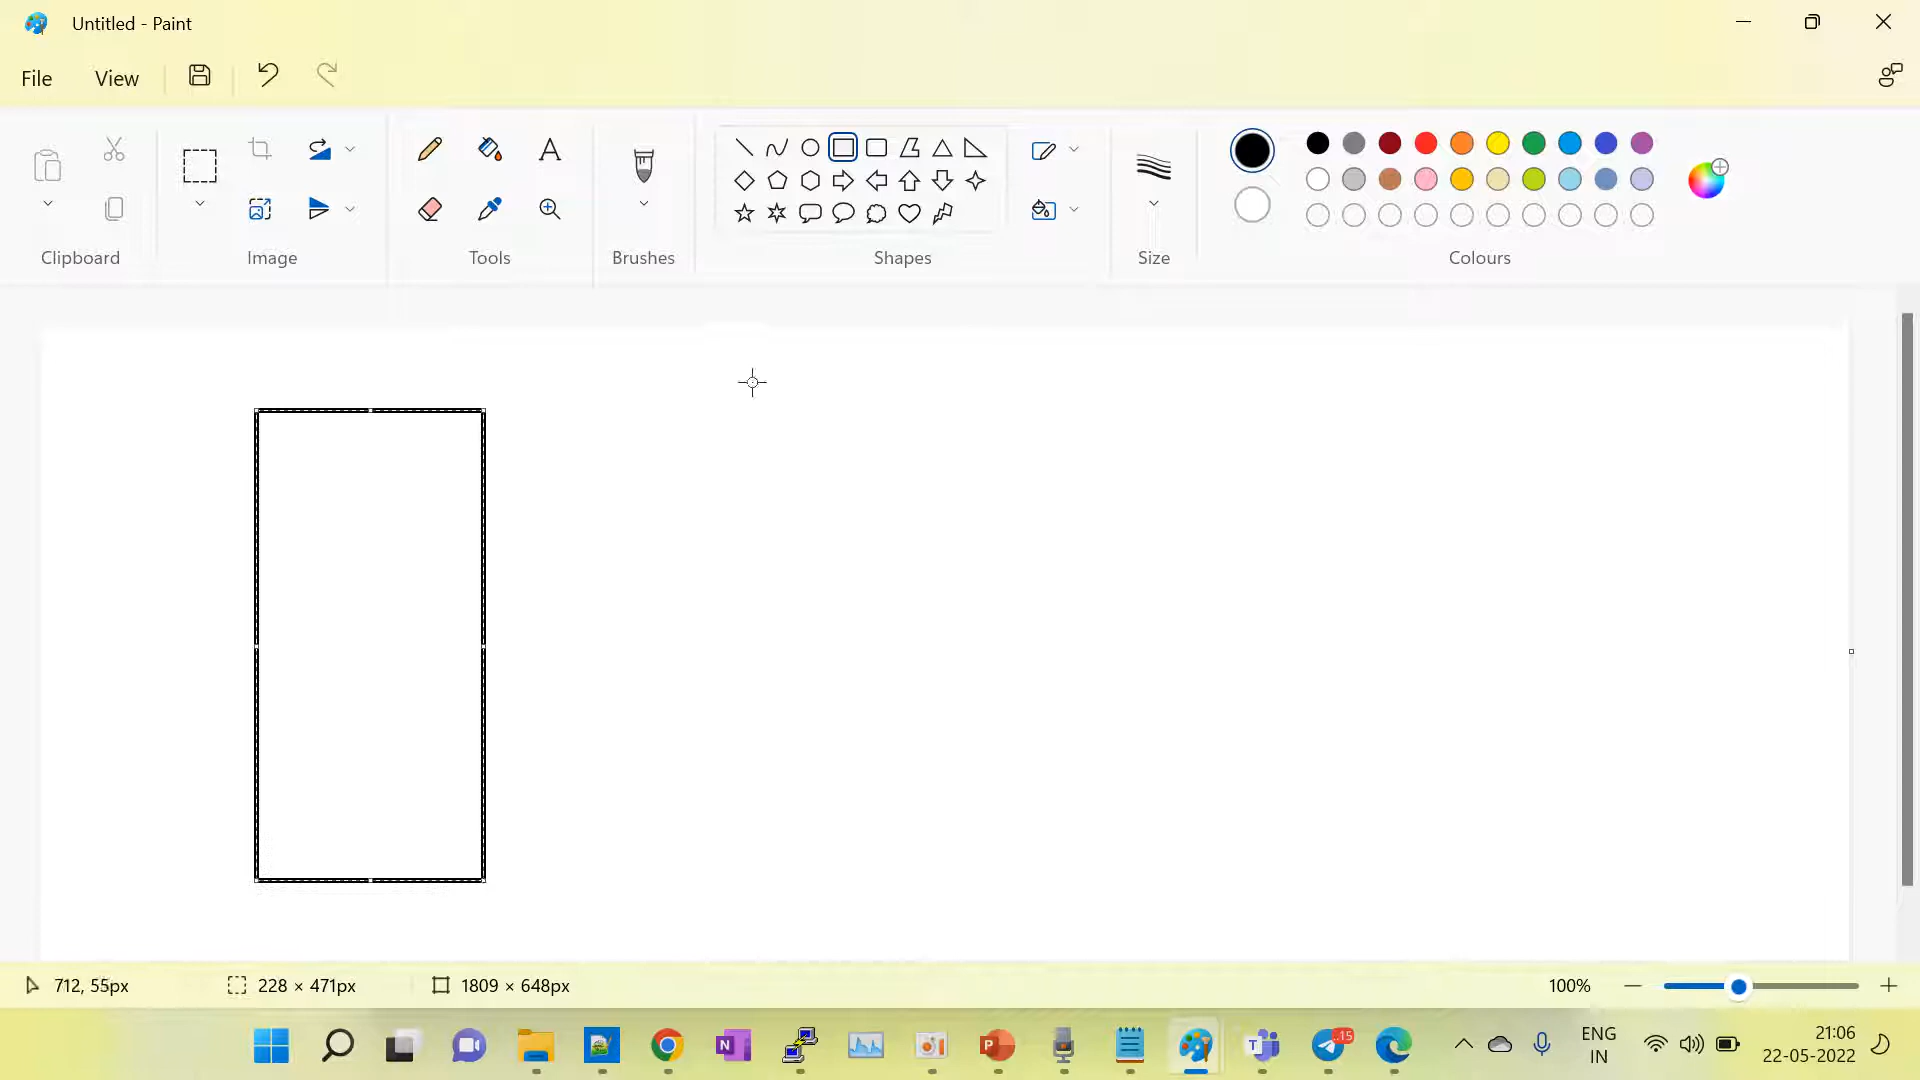 Untitled - Paint
File View
Clipboard
Image
Tools
Brushes
Shapes
Size
Colours
712, 55px
228 × 471px
1809 × 648px
100%
N
P
T
15
ENG
IN
21:06
22-05-2022